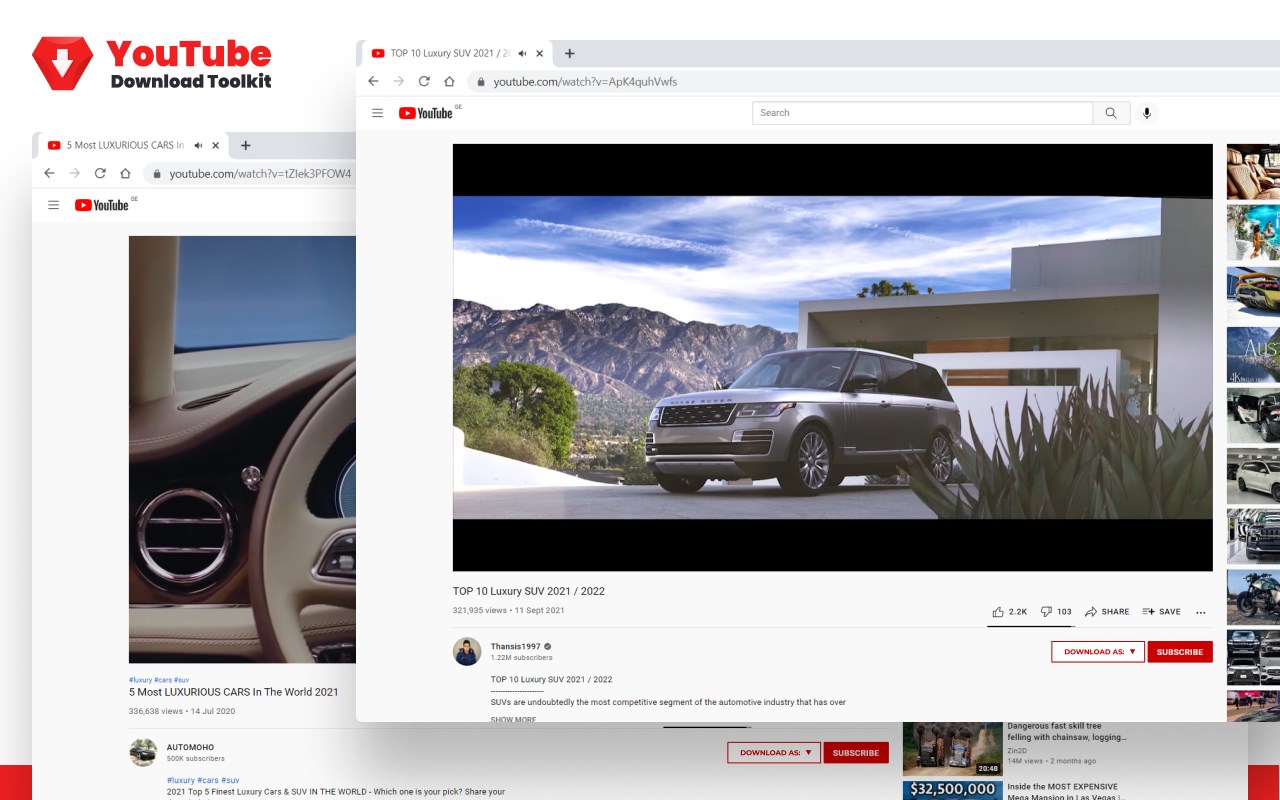 YouTube
Download Toolkit
TOP 10 Luxury SUV 2021 / 20
youtube.com/watch?v=ApK4quhVwfs
YouTube GE
Search
RANGE ROVER
TOP 10 Luxury SUV 2021 / 2022
321,935 views • 11 Sept 2021
2.2K
103
SHARE
SAVE
Thansis1997
1.22M subscribers
DOWNLOAD AS:
SUBSCRIBE
TOP 10 Luxury SUV 2021 / 2022
--------------------
SUVs are undoubtedly the most competitive segment of the automotive industry that has over
SHOW MORE
4K
5 Most LUXURIOUS CARS In
youtube.com/watch?v=tZIek3PFOW4
YouTube GE
#luxury #cars #suv
5 Most LUXURIOUS CARS In The World 2021
336,638 views • 14 Jul 2020
AUTOMOHO
500K subscribers
DOWNLOAD AS:
SUBSCRIBE
#luxury #cars #suv
2021 Top 5 Finest Luxury Cars & SUV IN THE WORLD - Which one is your pick? Share your
20:48
Dangerous fast skill tree
felling with chainsaw, logging...
Zin2D
14M views • 2 months ago
$32,500,000
Inside the MOST EXPENSIVE
Mega Mansion in Las Vegas |